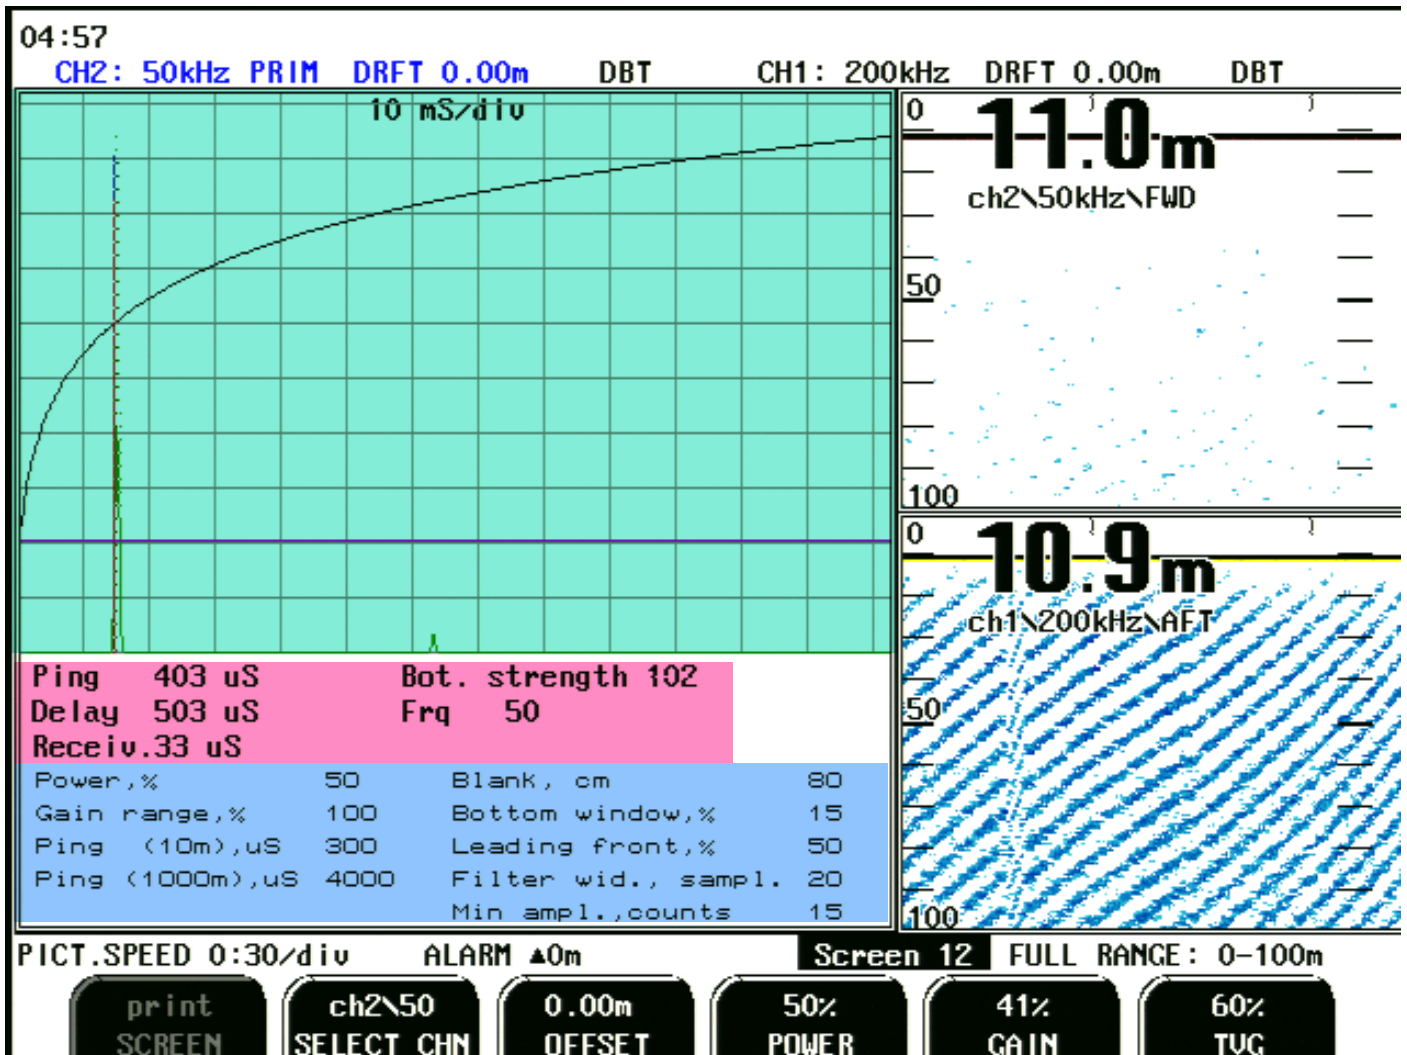 04:57
CH2: 50kHz PRIM DRFT 0.00m DBT CH1: 200kHz DRFT 0.00m DBT
10 mS/div
0
11.0m
ch2\50kHz\FWD
50
100
0
10.9m
ch1\200kHz\AFT
50
100
Ping 403 uS Bot. strength 102
Delay 503 uS Frq 50
Receiv.33 uS
Power,% 50 Blank, cm 80
Gain range,% 100 Bottom window,% 15
Ping (10m),uS 300 Leading front,% 50
Ping (1000m),uS 4000 Filter wid., sampl. 20
Min ampl.,counts 15
PICT.SPEED 0:30/div ALARM ▲0m Screen 12 FULL RANGE: 0-100m
print ch2\50 0.00m 50% 41% 60%
SCREEN SELECT CHN OFFSET POWER GAIN TVG